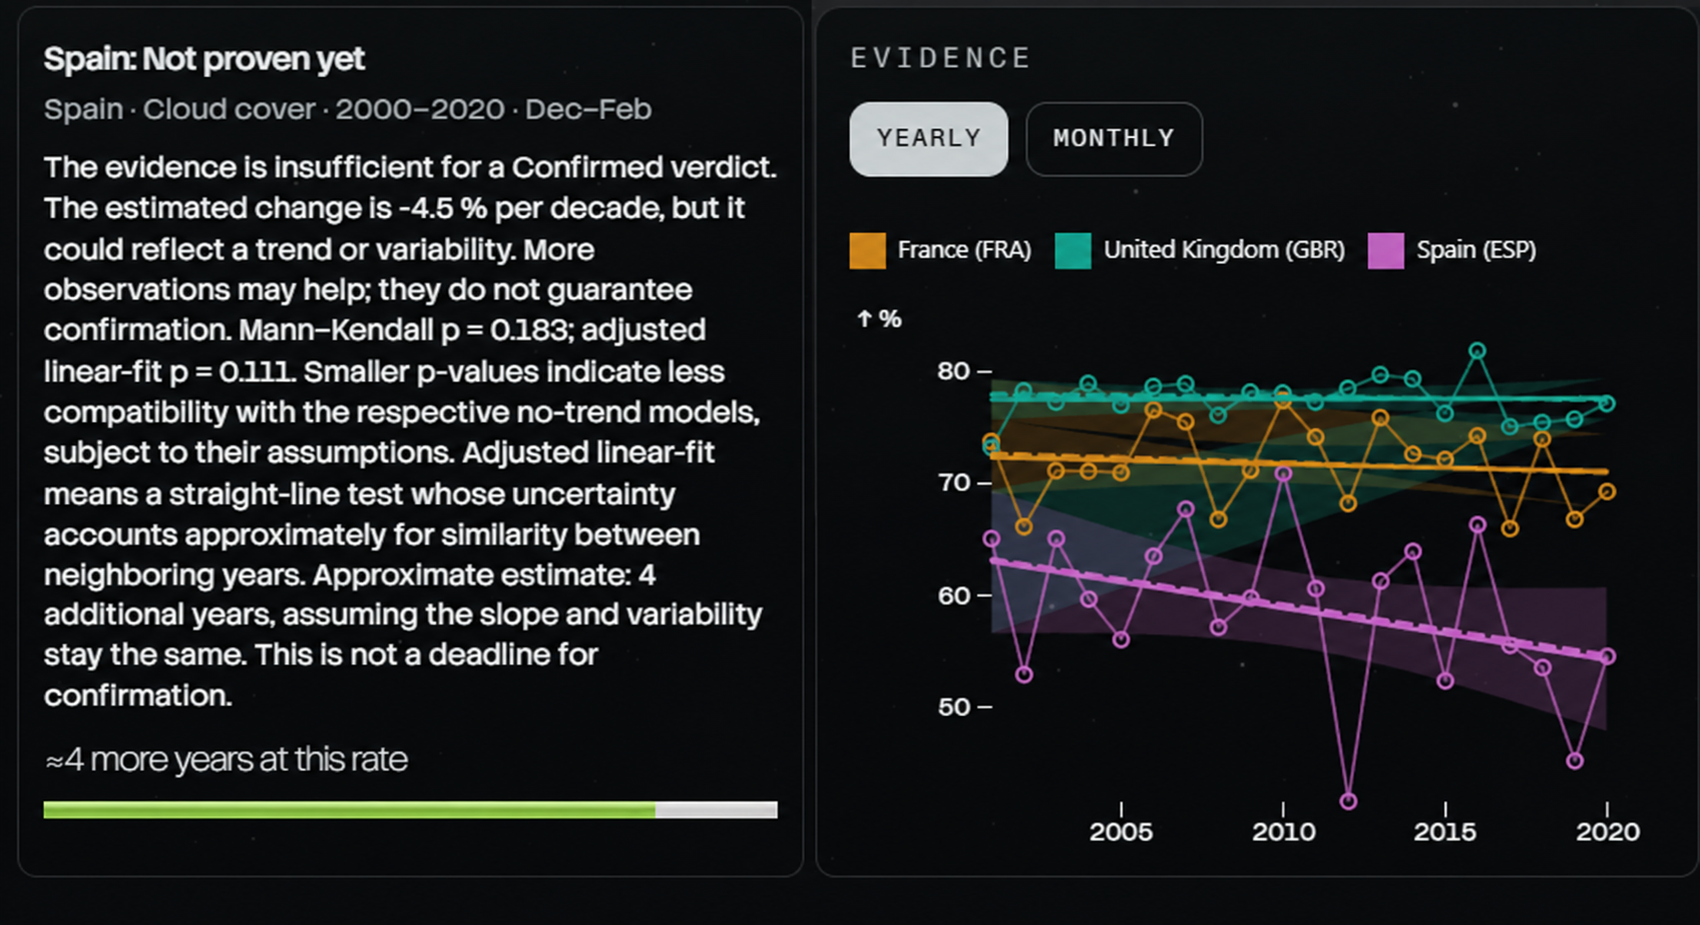 Spain: Not proven yet
Spain · Cloud cover · 2000–2020 · Dec–Feb
The evidence is insufficient for a Confirmed verdict.
The estimated change is -4.5 % per decade, but it
could reflect a trend or variability. More
observations may help; they do not guarantee
confirmation. Mann–Kendall p = 0.183; adjusted
linear-fit p = 0.111. Smaller p-values indicate less
compatibility with the respective no-trend models,
subject to their assumptions. Adjusted linear-fit
means a straight-line test whose uncertainty
accounts approximately for similarity between
neighboring years. Approximate estimate: 4
additional years, assuming the slope and variability
stay the same. This is not a deadline for
confirmation.
≈4 more years at this rate
EVIDENCE
YEARLY MONTHLY
France (FRA) United Kingdom (GBR) Spain (ESP)
↑ %
80
70
60
50
2005 2010 2015 2020